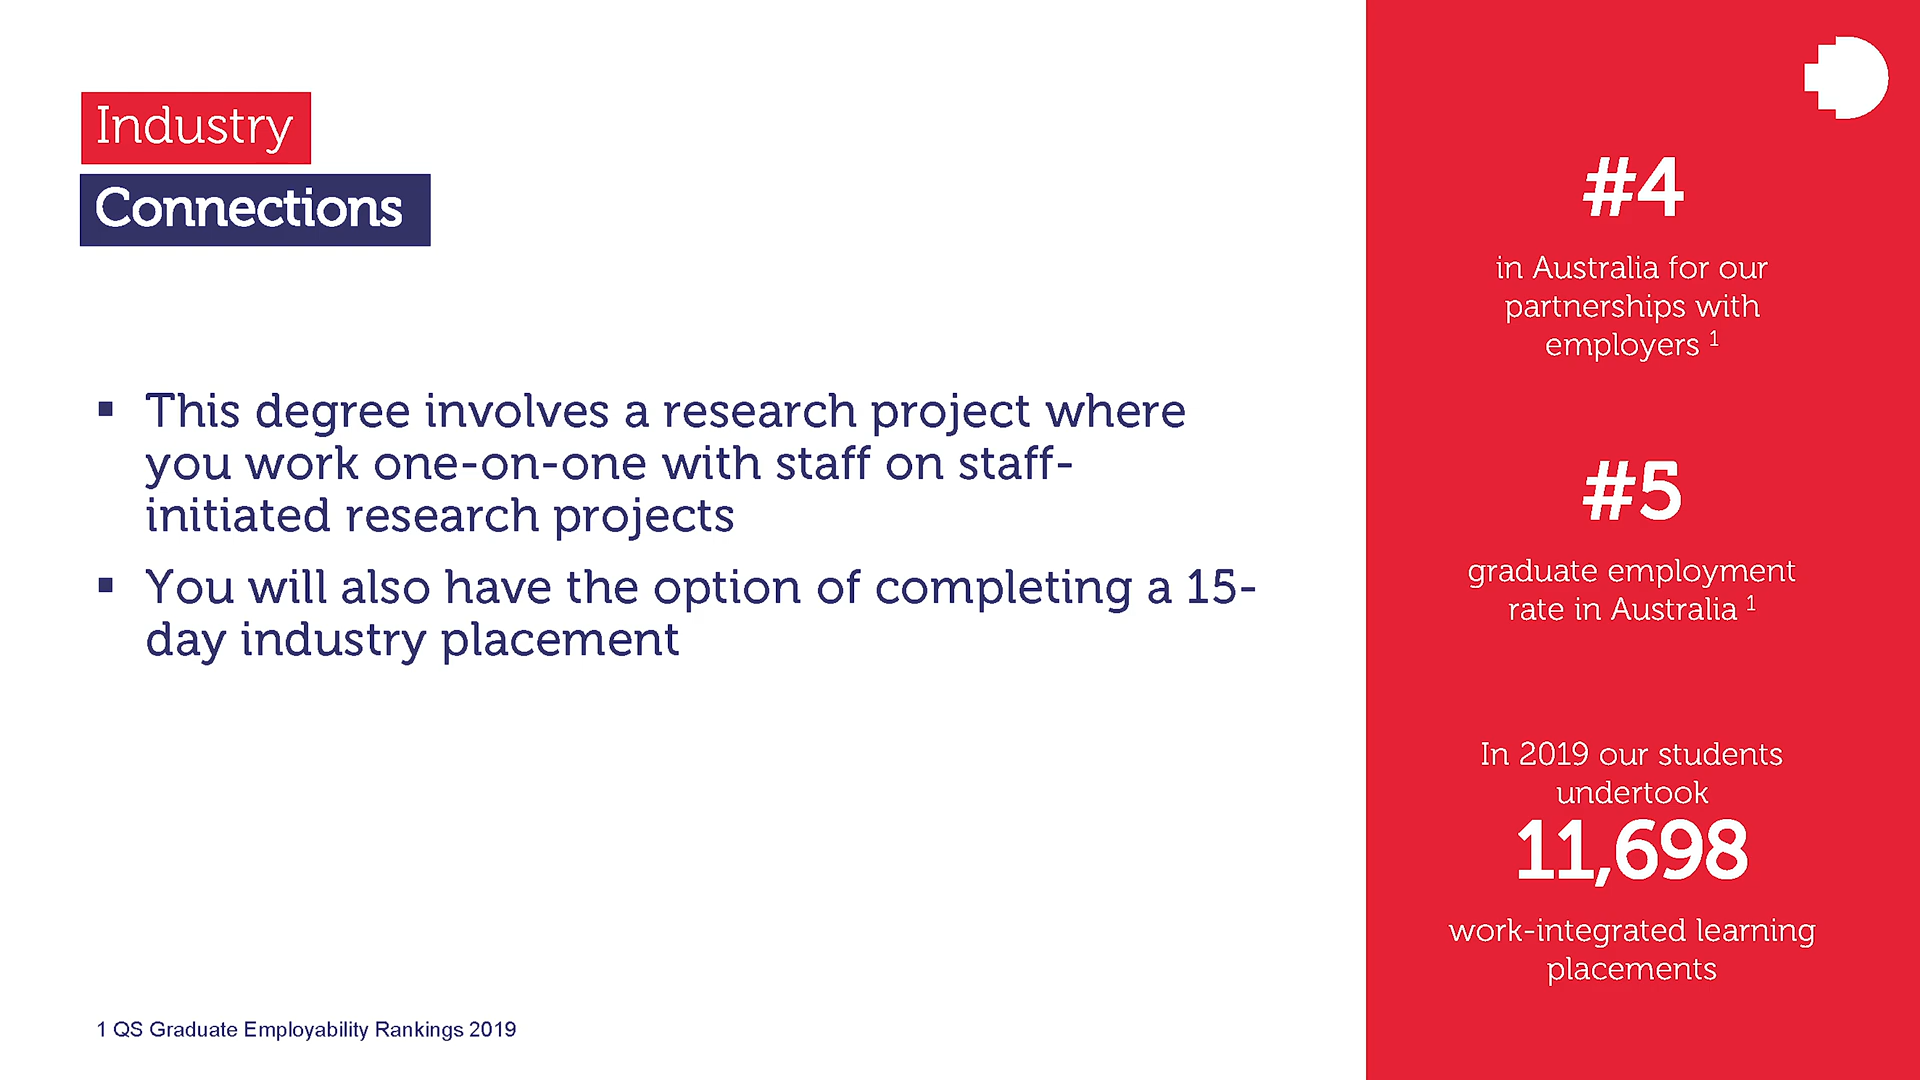 Industry
Connections
▪ This degree involves a research project where
you work one-on-one with staff on staff-
initiated research projects
▪ You will also have the option of completing a 15-
day industry placement
1 QS Graduate Employability Rankings 2019
#4
in Australia for our
partnerships with
employers 1
#5
graduate employment
rate in Australia 1
In 2019 our students
undertook
11,698
work-integrated learning
placements